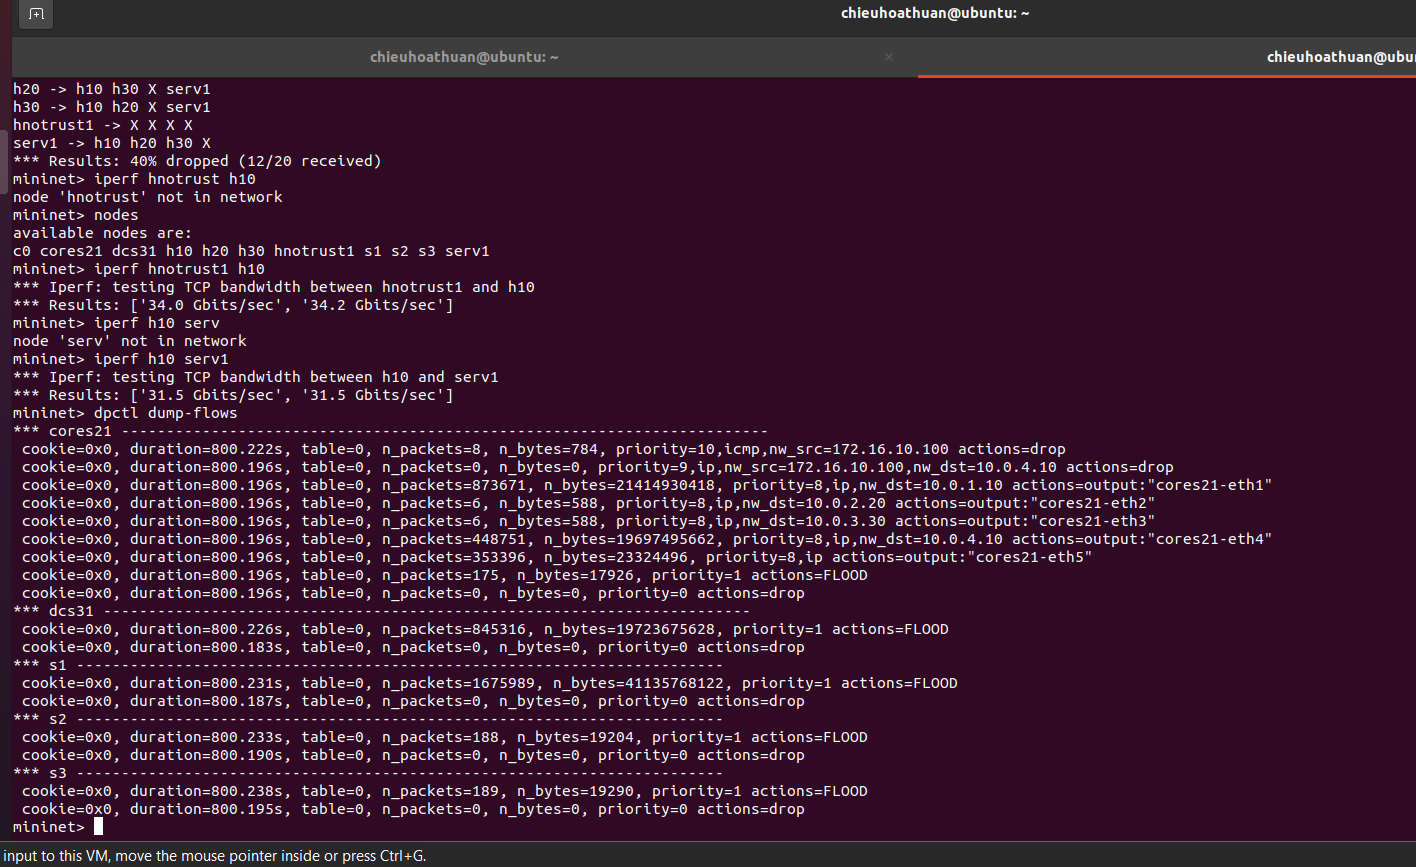 chieuhoathuan@ubuntu: ~
chieuhoathuan@ubuntu: ~ × chieuhoathuan@ubu
h20 -> h10 h30 X serv1
h30 -> h10 h20 X serv1
hnotrust1 -> X X X X
serv1 -> h10 h20 h30 X
*** Results: 40% dropped (12/20 received)
mininet> iperf hnotrust h10
node 'hnotrust' not in network
mininet> nodes
available nodes are:
c0 cores21 dcs31 h10 h20 h30 hnotrust1 s1 s2 s3 serv1
mininet> iperf hnotrust1 h10
*** Iperf: testing TCP bandwidth between hnotrust1 and h10
*** Results: ['34.0 Gbits/sec', '34.2 Gbits/sec']
mininet> iperf h10 serv
node 'serv' not in network
mininet> iperf h10 serv1
*** Iperf: testing TCP bandwidth between h10 and serv1
*** Results: ['31.5 Gbits/sec', '31.5 Gbits/sec']
mininet> dpctl dump-flows
*** cores21 ------------------------------------------------------------------------
 cookie=0x0, duration=800.222s, table=0, n_packets=8, n_bytes=784, priority=10,icmp,nw_src=172.16.10.100 actions=drop
 cookie=0x0, duration=800.196s, table=0, n_packets=0, n_bytes=0, priority=9,ip,nw_src=172.16.10.100,nw_dst=10.0.4.10 actions=drop
 cookie=0x0, duration=800.196s, table=0, n_packets=873671, n_bytes=21414930418, priority=8,ip,nw_dst=10.0.1.10 actions=output:"cores21-eth1"
 cookie=0x0, duration=800.196s, table=0, n_packets=6, n_bytes=588, priority=8,ip,nw_dst=10.0.2.20 actions=output:"cores21-eth2"
 cookie=0x0, duration=800.196s, table=0, n_packets=6, n_bytes=588, priority=8,ip,nw_dst=10.0.3.30 actions=output:"cores21-eth3"
 cookie=0x0, duration=800.196s, table=0, n_packets=448751, n_bytes=19697495662, priority=8,ip,nw_dst=10.0.4.10 actions=output:"cores21-eth4"
 cookie=0x0, duration=800.196s, table=0, n_packets=353396, n_bytes=23324496, priority=8,ip actions=output:"cores21-eth5"
 cookie=0x0, duration=800.196s, table=0, n_packets=175, n_bytes=17926, priority=1 actions=FLOOD
 cookie=0x0, duration=800.196s, table=0, n_packets=0, n_bytes=0, priority=0 actions=drop
*** dcs31 ------------------------------------------------------------------------
 cookie=0x0, duration=800.226s, table=0, n_packets=845316, n_bytes=19723675628, priority=1 actions=FLOOD
 cookie=0x0, duration=800.183s, table=0, n_packets=0, n_bytes=0, priority=0 actions=drop
*** s1 ------------------------------------------------------------------------
 cookie=0x0, duration=800.231s, table=0, n_packets=1675989, n_bytes=41135768122, priority=1 actions=FLOOD
 cookie=0x0, duration=800.187s, table=0, n_packets=0, n_bytes=0, priority=0 actions=drop
*** s2 ------------------------------------------------------------------------
 cookie=0x0, duration=800.233s, table=0, n_packets=188, n_bytes=19204, priority=1 actions=FLOOD
 cookie=0x0, duration=800.190s, table=0, n_packets=0, n_bytes=0, priority=0 actions=drop
*** s3 ------------------------------------------------------------------------
 cookie=0x0, duration=800.238s, table=0, n_packets=189, n_bytes=19290, priority=1 actions=FLOOD
 cookie=0x0, duration=800.195s, table=0, n_packets=0, n_bytes=0, priority=0 actions=drop
mininet>
input to this VM, move the mouse pointer inside or press Ctrl+G.